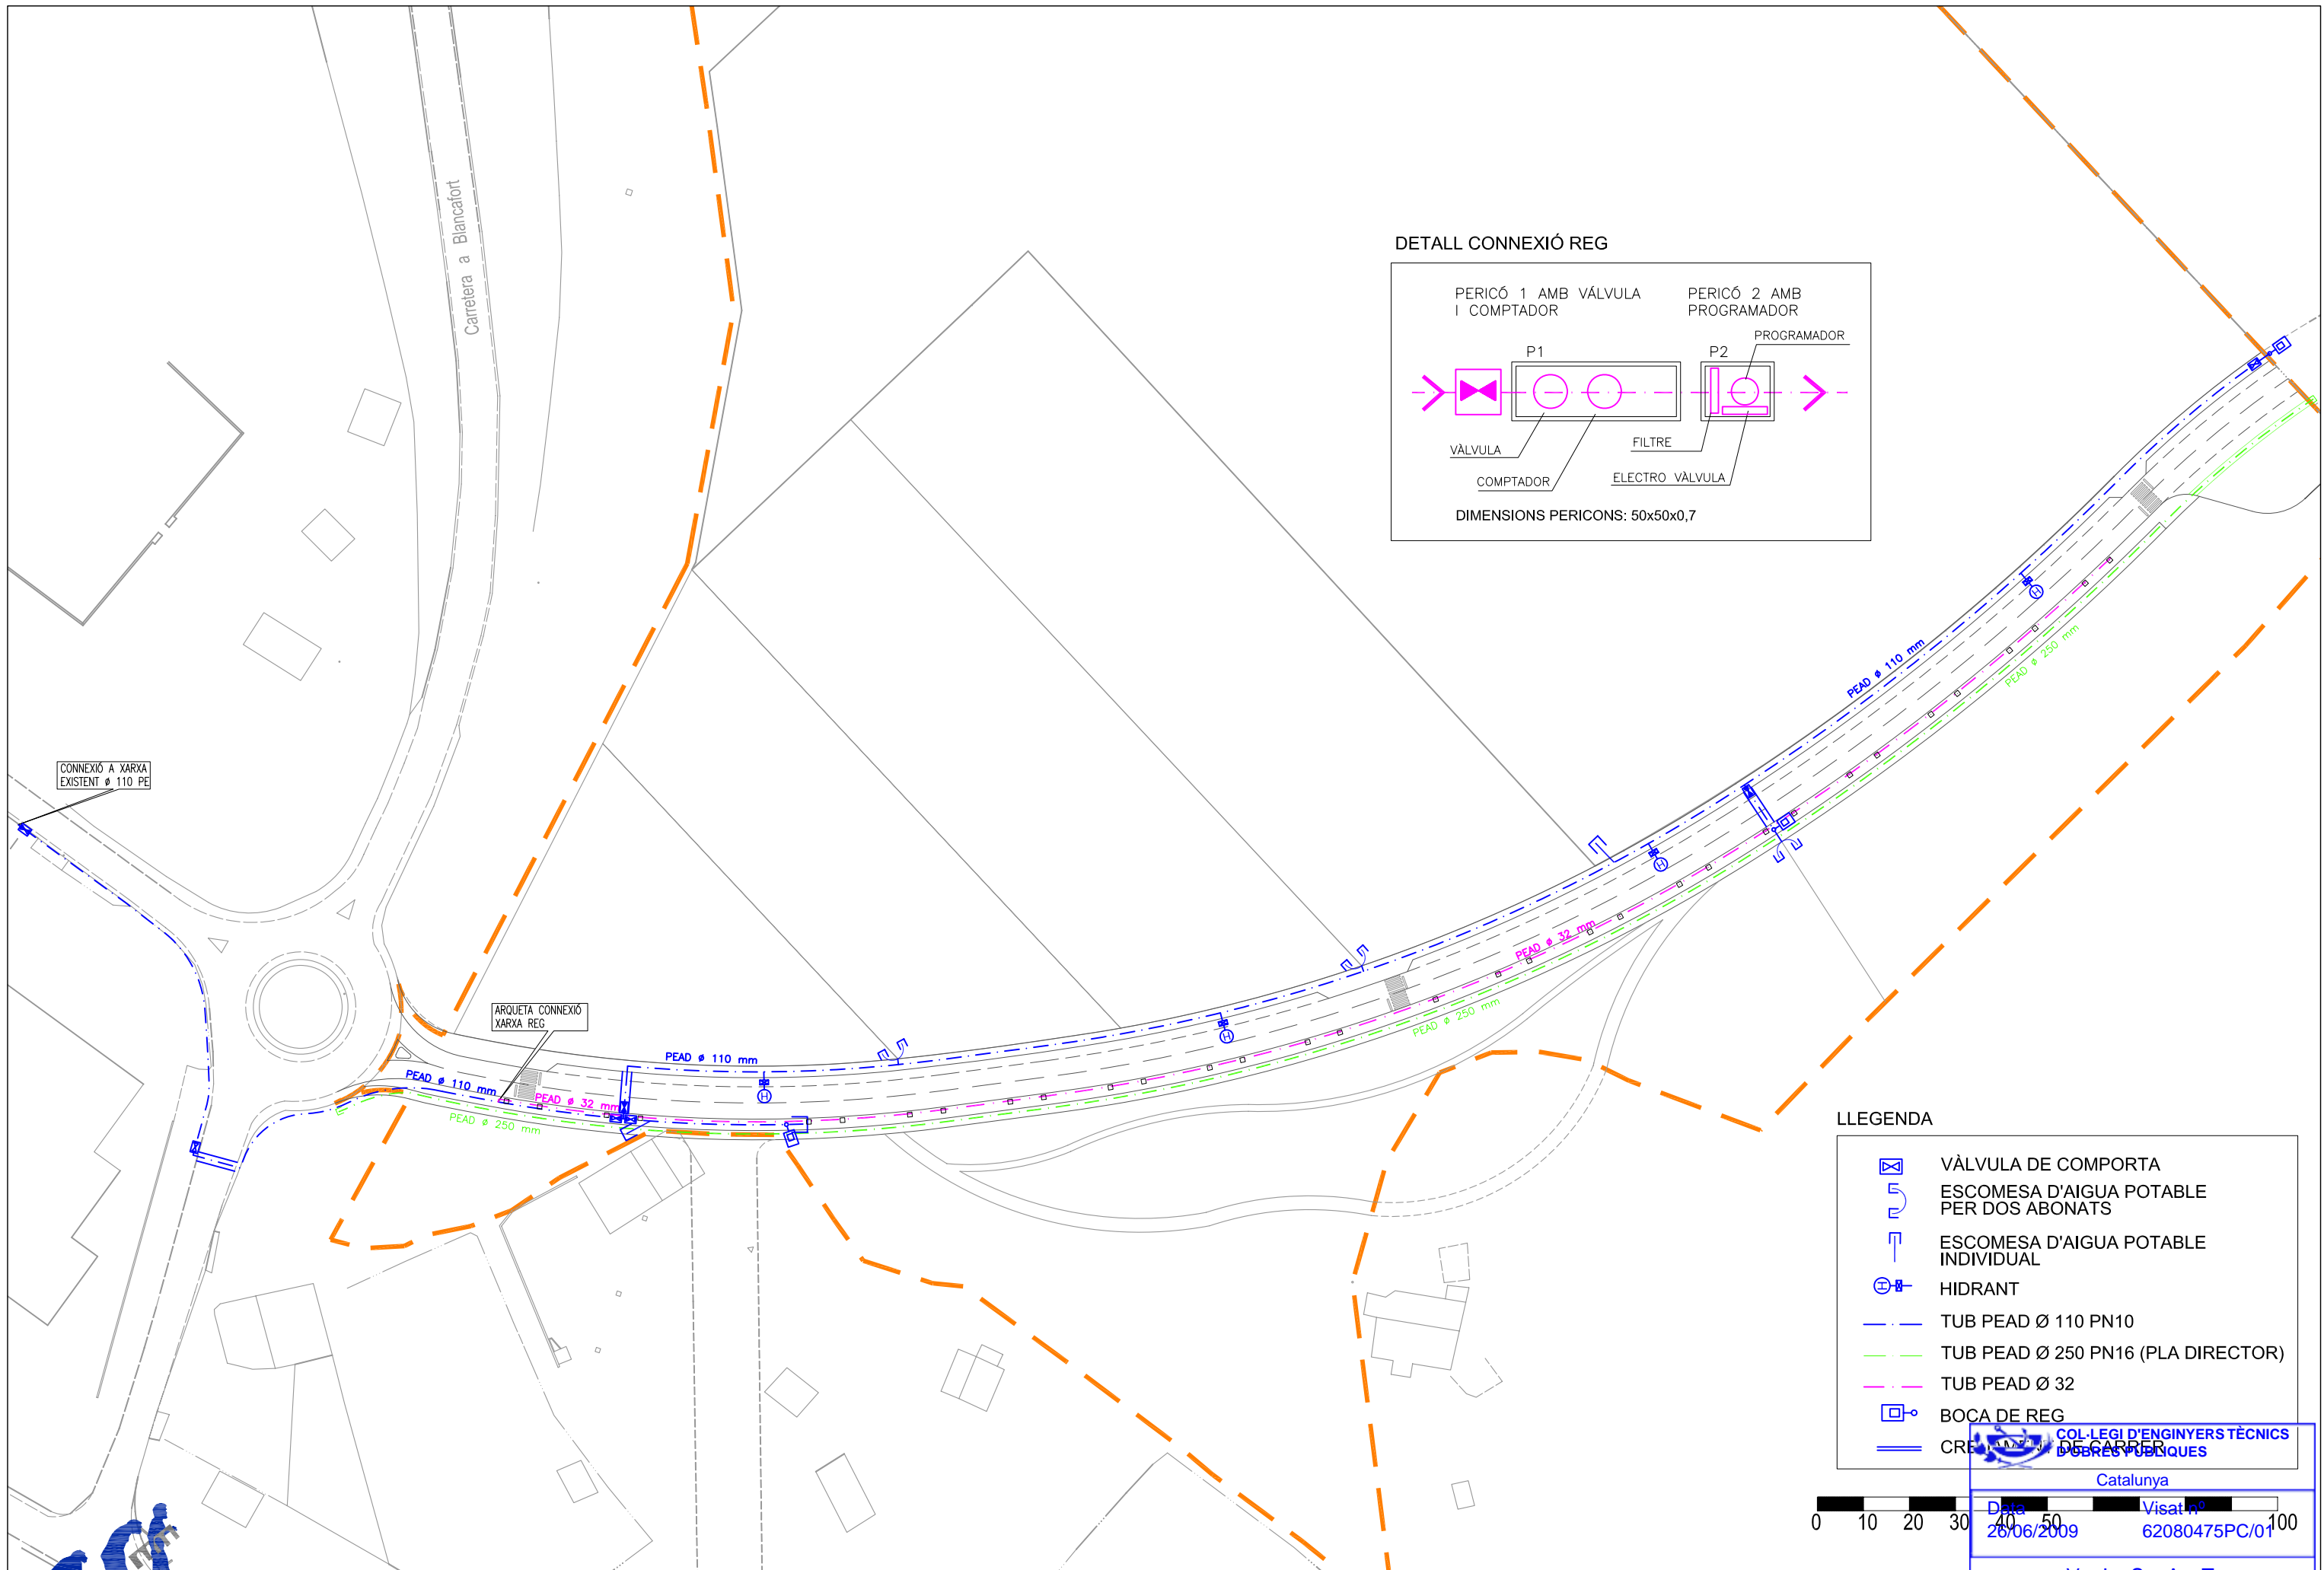 Carretera a Blancafort
DETALL CONNEXIÓ REG
PERICÓ 1 AMB VÁLVULA
I COMPTADOR
PERICÓ 2 AMB
PROGRAMADOR
PROGRAMADOR
P1
P2
VÀLVULA
COMPTADOR
FILTRE
ELECTRO VÀLVULA
DIMENSIONS PERICONS: 50x50x0,7
CONNEXIÓ A XARXA
EXISTENT ø 110 PE
ARQUETA CONNEXIÓ
XARXA REG
PEAD ø 110 mm
PEAD ø 250 mm
PEAD ø 32 mm
PEAD ø 250 mm
PEAD ø 110 mm
PEAD ø 110 mm
PEAD ø 32 mm
PEAD ø 250 mm
H
H
H
H
LLEGENDA
VÀLVULA DE COMPORTA
ESCOMESA D'AIGUA POTABLE
PER DOS ABONATS
ESCOMESA D'AIGUA POTABLE
INDIVIDUAL
H
HIDRANT
TUB PEAD Ø 110 PN10
TUB PEAD Ø 250 PN16 (PLA DIRECTOR)
TUB PEAD Ø 32
BOCA DE REG
DE CARRER
COL·LEGI D'ENGINYERS TÈCNICS
D'OBRES PÚBLIQUES
Catalunya
Data
Visat nº
26/06/2009
62080475PC/01
0 10 20 30 40 50 100